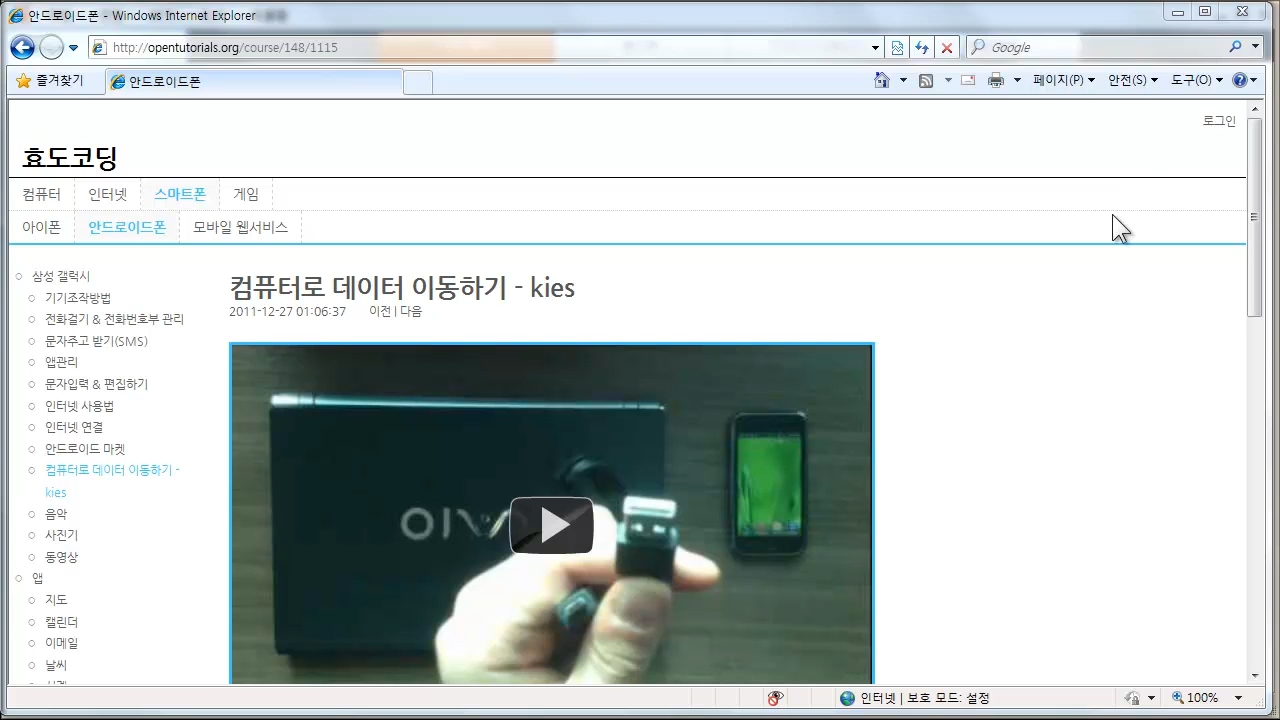 안드로이드폰 - Windows Internet Explorer
http://opentutorials.org/course/148/1115
Google
즐겨찾기
안드로이드폰
페이지(P)
안전(S)
도구(O)
로그인
효도코딩
컴퓨터
인터넷
스마트폰
게임
아이폰
안드로이드폰
모바일 웹서비스
삼성 갤럭시
기기조작방법
전화걸기 & 전화번호부 관리
문자주고 받기(SMS)
앱관리
문자입력 & 편집하기
인터넷 사용법
인터넷 연결
안드로이드 마켓
컴퓨터로 데이터 이동하기 -
kies
음악
사진기
동영상
앱
지도
캘린더
이메일
날씨
컴퓨터로 데이터 이동하기 - kies
2011-12-27 01:06:37 이전 | 다음
인터넷 | 보호 모드: 설정
100%